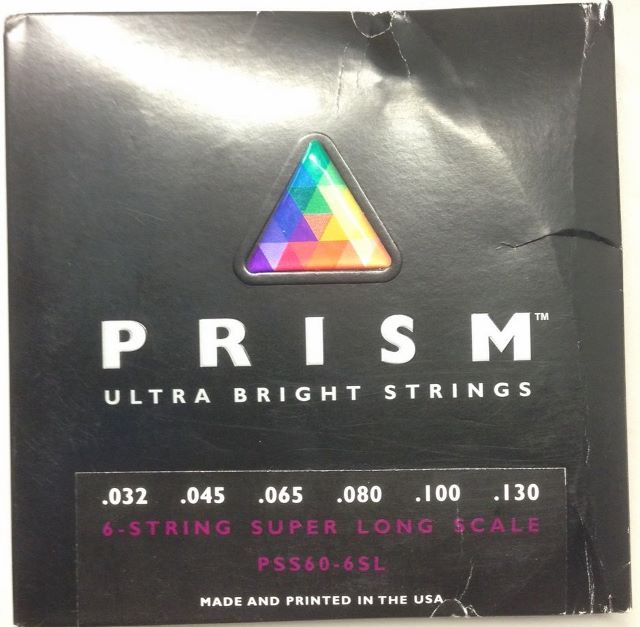 PRISM™
ULTRA BRIGHT STRINGS
.032 .045 .065 .080 .100 .130
6-STRING SUPER LONG SCALE
PSS60-6SL
MADE AND PRINTED IN THE USA